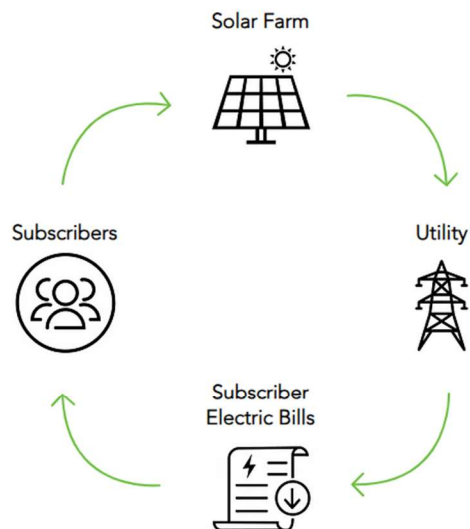 Solar Farm
Subscribers
Utility
Subscriber
Electric Bills